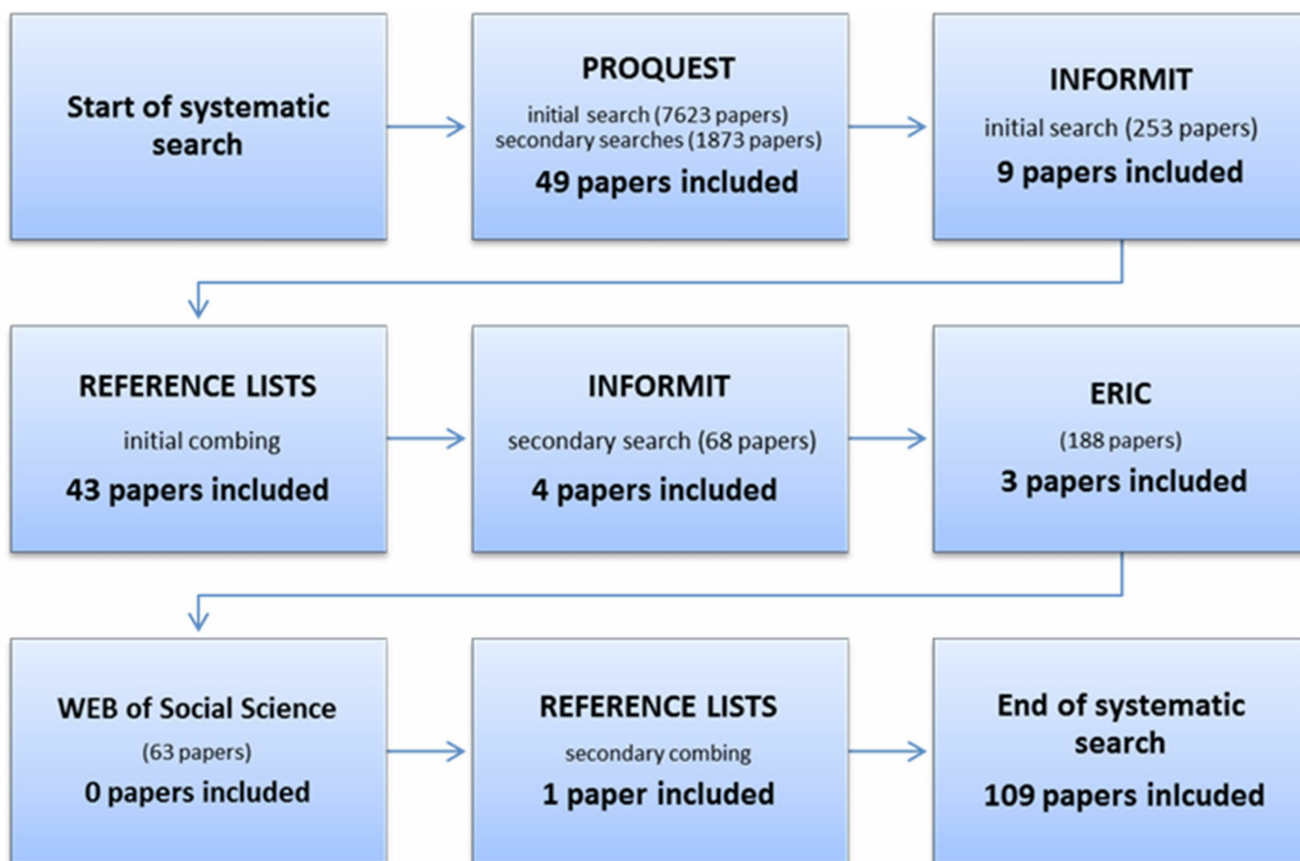 Start of systematic
search
PROQUEST
initial search (7623 papers)
secondary searches (1873 papers)
49 papers included
INFORMIT
initial search (253 papers)
9 papers included
REFERENCE LISTS
initial combing
43 papers included
INFORMIT
secondary search (68 papers)
4 papers included
ERIC
(188 papers)
3 papers included
WEB of Social Science
(63 papers)
0 papers included
REFERENCE LISTS
secondary combing
1 paper included
End of systematic
search
109 papers inlcuded